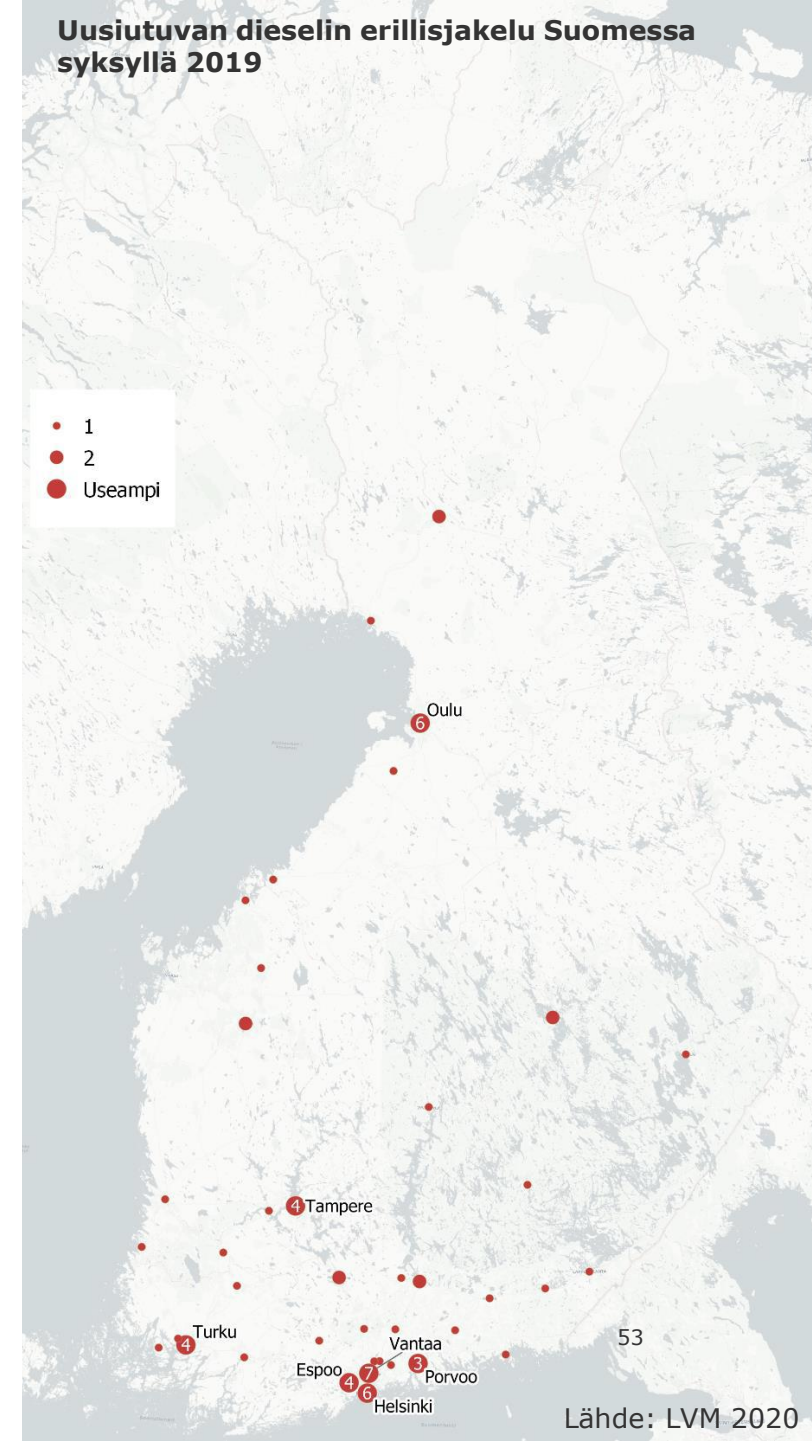 Uusiutuvan dieselin erillisjakelu Suomessa
syksyllä 2019
1
2
Useampi
6 Oulu
4 Tampere
4 Turku
Vantaa
7
Espoo 4
3 Porvoo
6 Helsinki
53
Lähde: LVM 2020